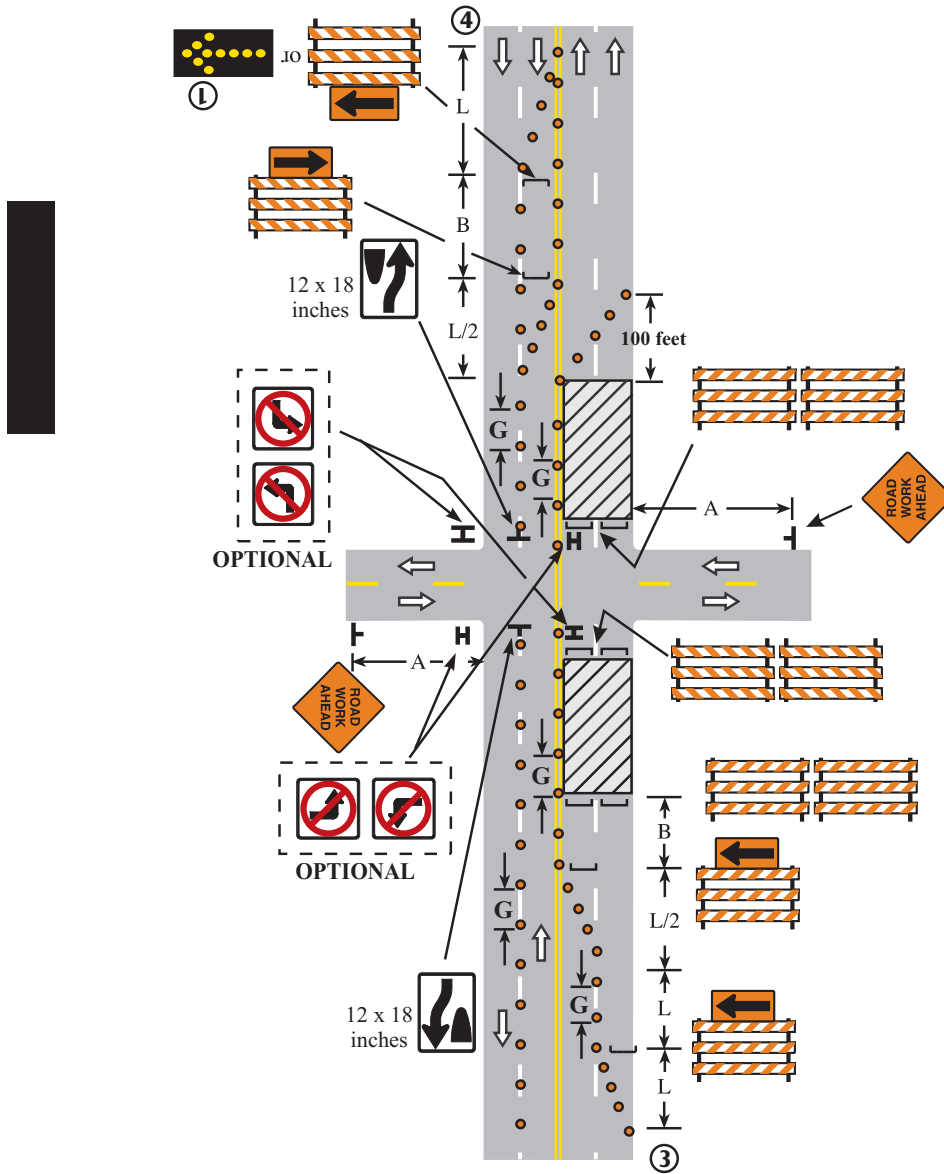 ④
①
or
L
B
12 x 18
inches
L/2
100 feet
G
G
A
ROAD
WORK
AHEAD
OPTIONAL
A
ROAD
WORK
AHEAD
G
B
OPTIONAL
G
L/2
G
L
12 x 18
inches
L
③